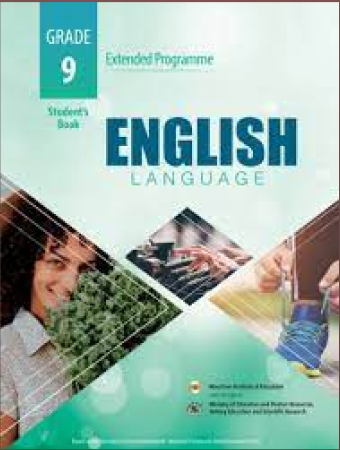 GRADE
9
Extended Programme
Student's
Book
ENGLISH
LANGUAGE
Mauritius Institute of Education
Ministry of Education and Human Resources,
Tertiary Education and Scientific Research